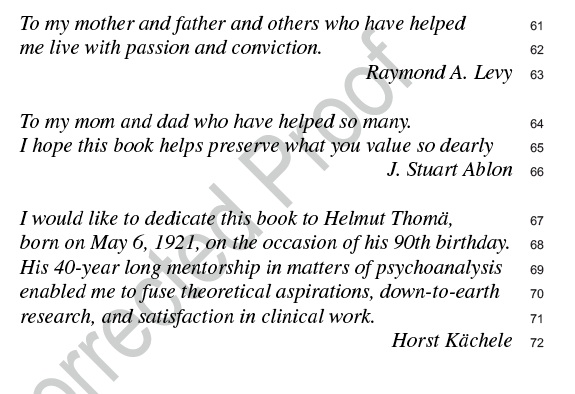 To my mother and father and others who have helped 61
me live with passion and conviction. 62
Raymond A. Levy 63
To my mom and dad who have helped so many. 64
I hope this book helps preserve what you value so dearly 65
J. Stuart Ablon 66
I would like to dedicate this book to Helmut Thomä, 67
born on May 6, 1921, on the occasion of his 90th birthday. 68
His 40-year long mentorship in matters of psychoanalysis 69
enabled me to fuse theoretical aspirations, down-to-earth 70
research, and satisfaction in clinical work. 71
Horst Kächele 72
orrected Proof